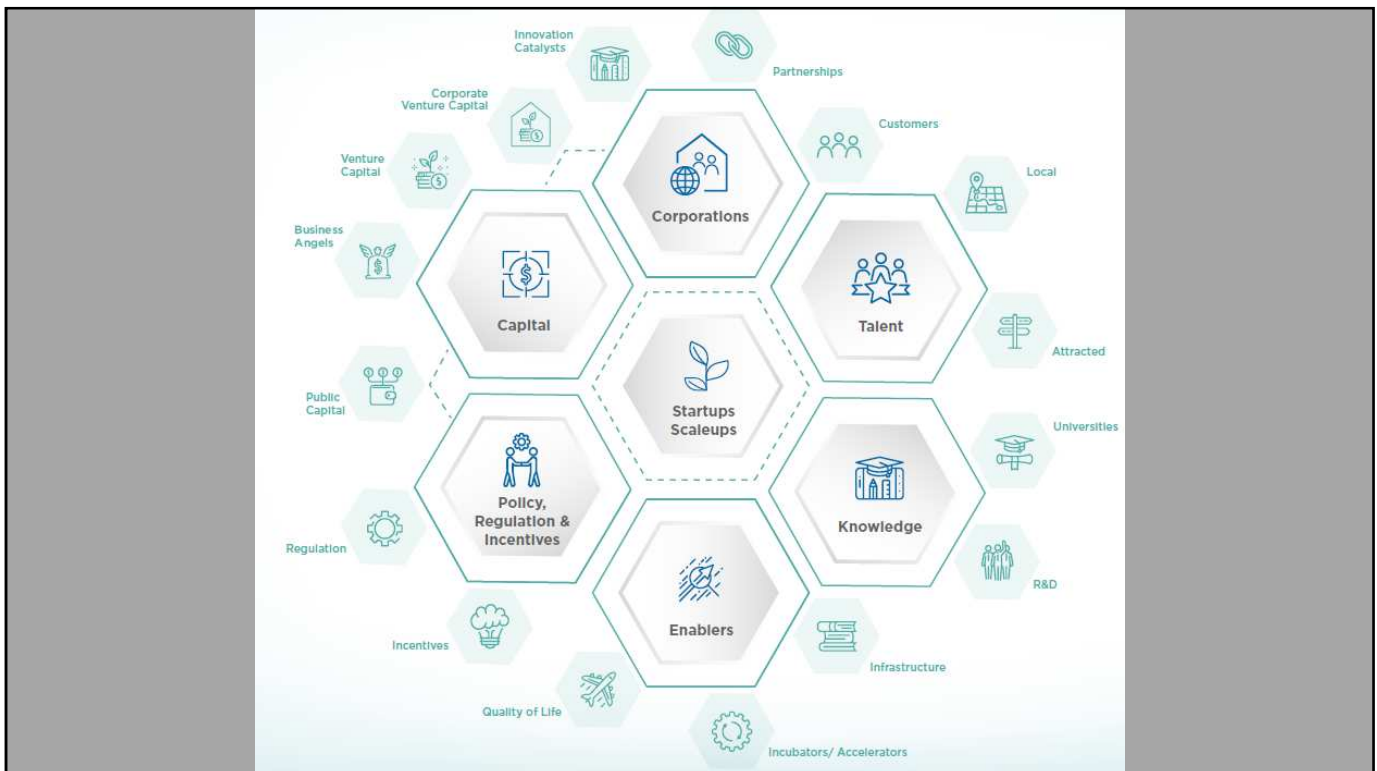 Innovation
Catalysts
Partnerships
Corporate
Venture Capital
Customers
Venture
Capital
Local
Corporations
Business
Angels
Capital
Talent
Attracted
Public
Capital
Startups
Scaleups
Universities
Policy,
Regulation &
Incentives
Knowledge
Regulation
R&D
Enablers
Incentives
Infrastructure
Quality of Life
Incubators/ Accelerators